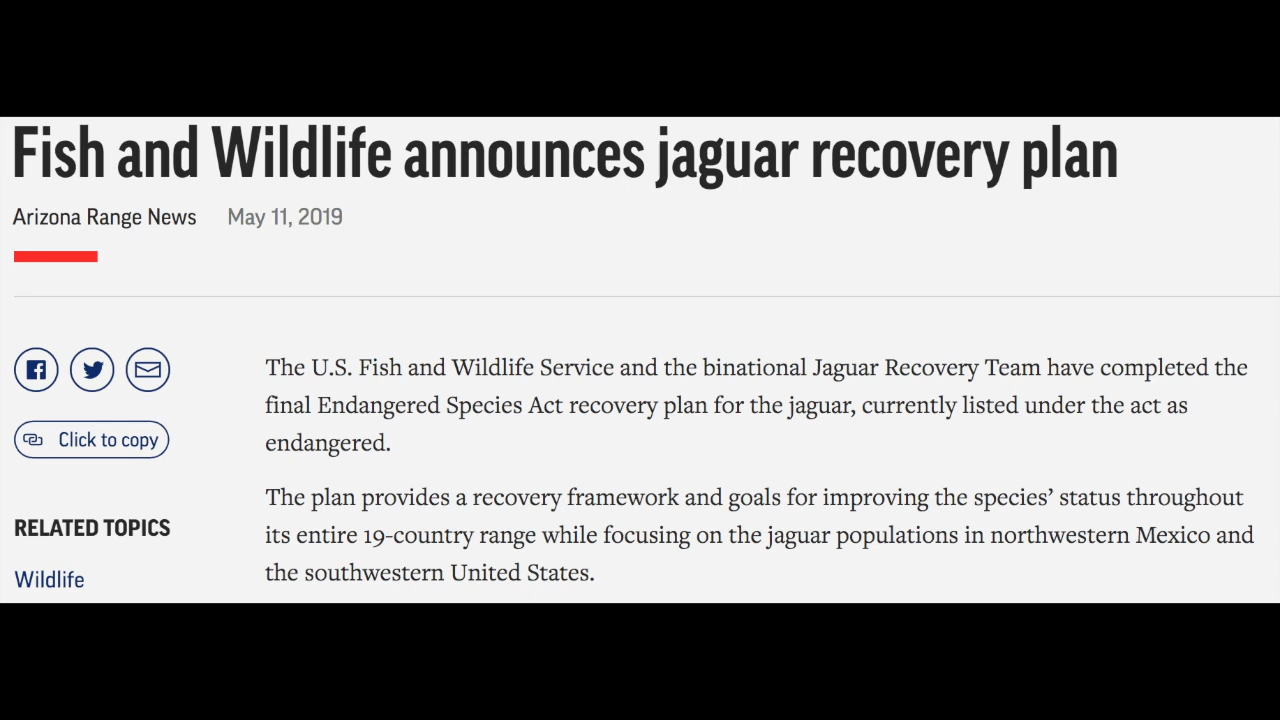 Fish and Wildlife announces jaguar recovery plan
Arizona Range News May 11, 2019
The U.S. Fish and Wildlife Service and the binational Jaguar Recovery Team have completed the
final Endangered Species Act recovery plan for the jaguar, currently listed under the act as
endangered.
Click to copy
The plan provides a recovery framework and goals for improving the species’ status throughout
its entire 19-country range while focusing on the jaguar populations in northwestern Mexico and
the southwestern United States.
RELATED TOPICS
Wildlife